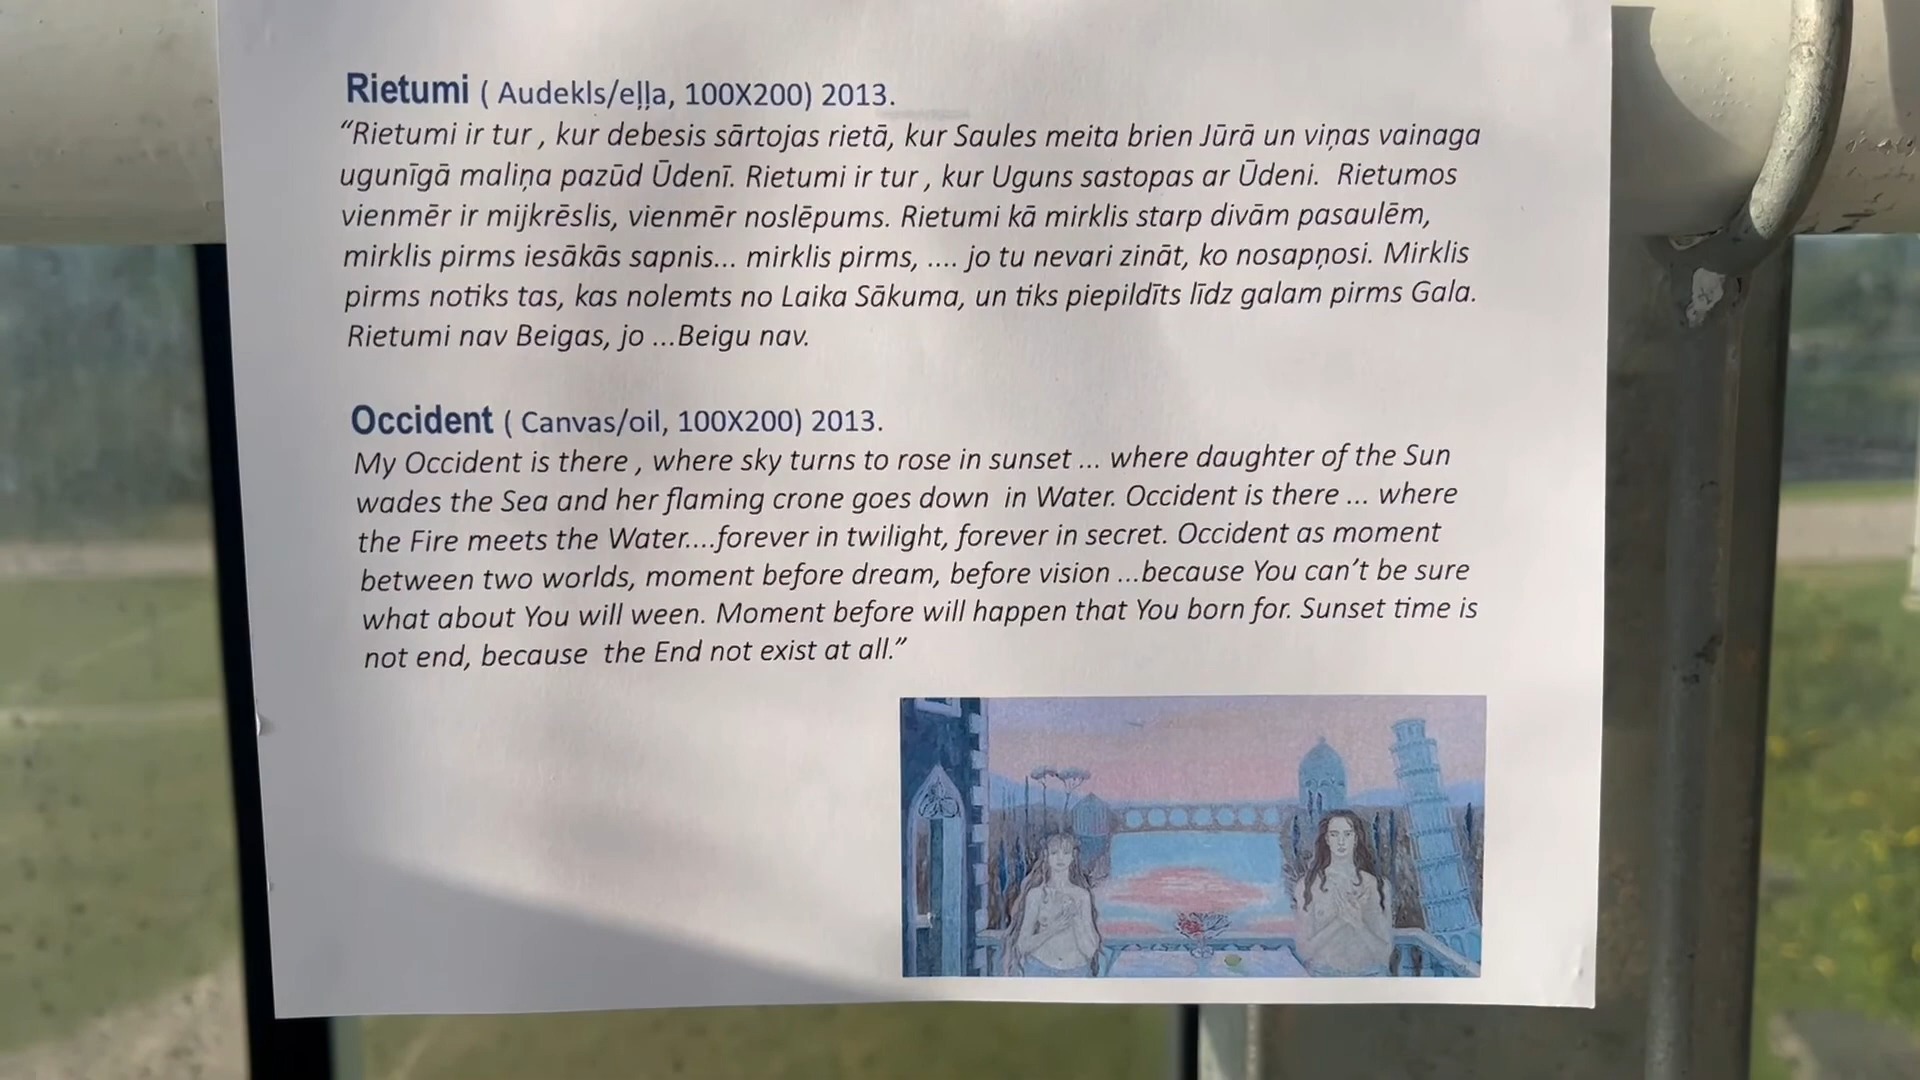 Rietumi ( Audekls/eļļa, 100X200) 2013.
“Rietumi ir tur , kur debesis sārtojas rietā, kur Saules meita brien Jūrā un viņas vainaga
ugunīgā maliņa pazūd Ūdenī. Rietumi ir tur , kur Uguns sastopas ar Ūdeni.  Rietumos
vienmēr ir mijkrēslis, vienmēr noslēpums. Rietumi kā mirklis starp divām pasaulēm,
mirklis pirms iesākās sapnis... mirklis pirms, .... jo tu nevari zināt, ko nosapņosi. Mirklis
pirms notiks tas, kas nolemts no Laika Sākuma, un tiks piepildīts līdz galam pirms Gala.
Rietumi nav Beigas, jo ...Beigu nav.
Occident ( Canvas/oil, 100X200) 2013.
My Occident is there , where sky turns to rose in sunset ... where daughter of the Sun
wades the Sea and her flaming crone goes down  in Water. Occident is there ... where
the Fire meets the Water....forever in twilight, forever in secret. Occident as moment
between two worlds, moment before dream, before vision ...because You can’t be sure
what about You will ween. Moment before will happen that You born for. Sunset time is
not end, because  the End not exist at all.”